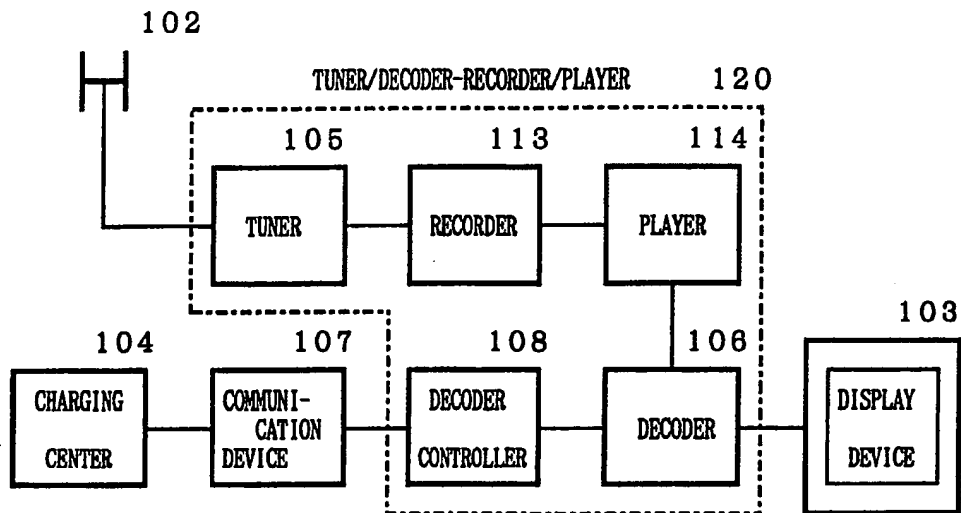 102
TUNER/DECODER-RECORDER/PLAYER 120
105 113 114
TUNER RECORDER PLAYER
103
104 107 108 106
CHARGING
CENTER
COMMUNI-
CATION
DEVICE
DECODER
CONTROLLER
DECODER
DISPLAY
DEVICE